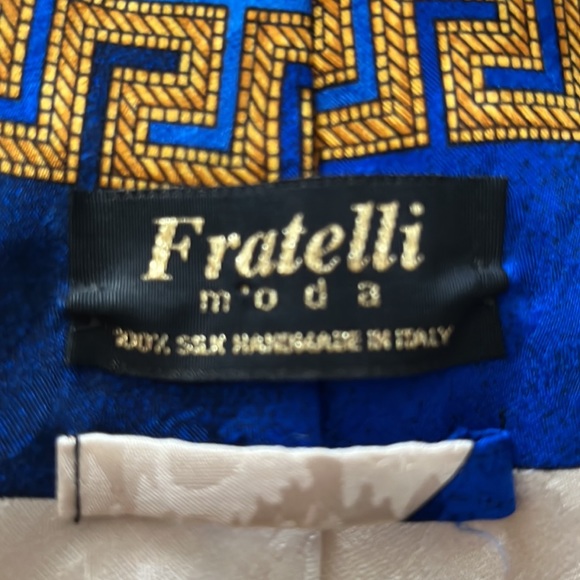 Fratelli
m'oda
100% SILK HANDMADE IN ITALY